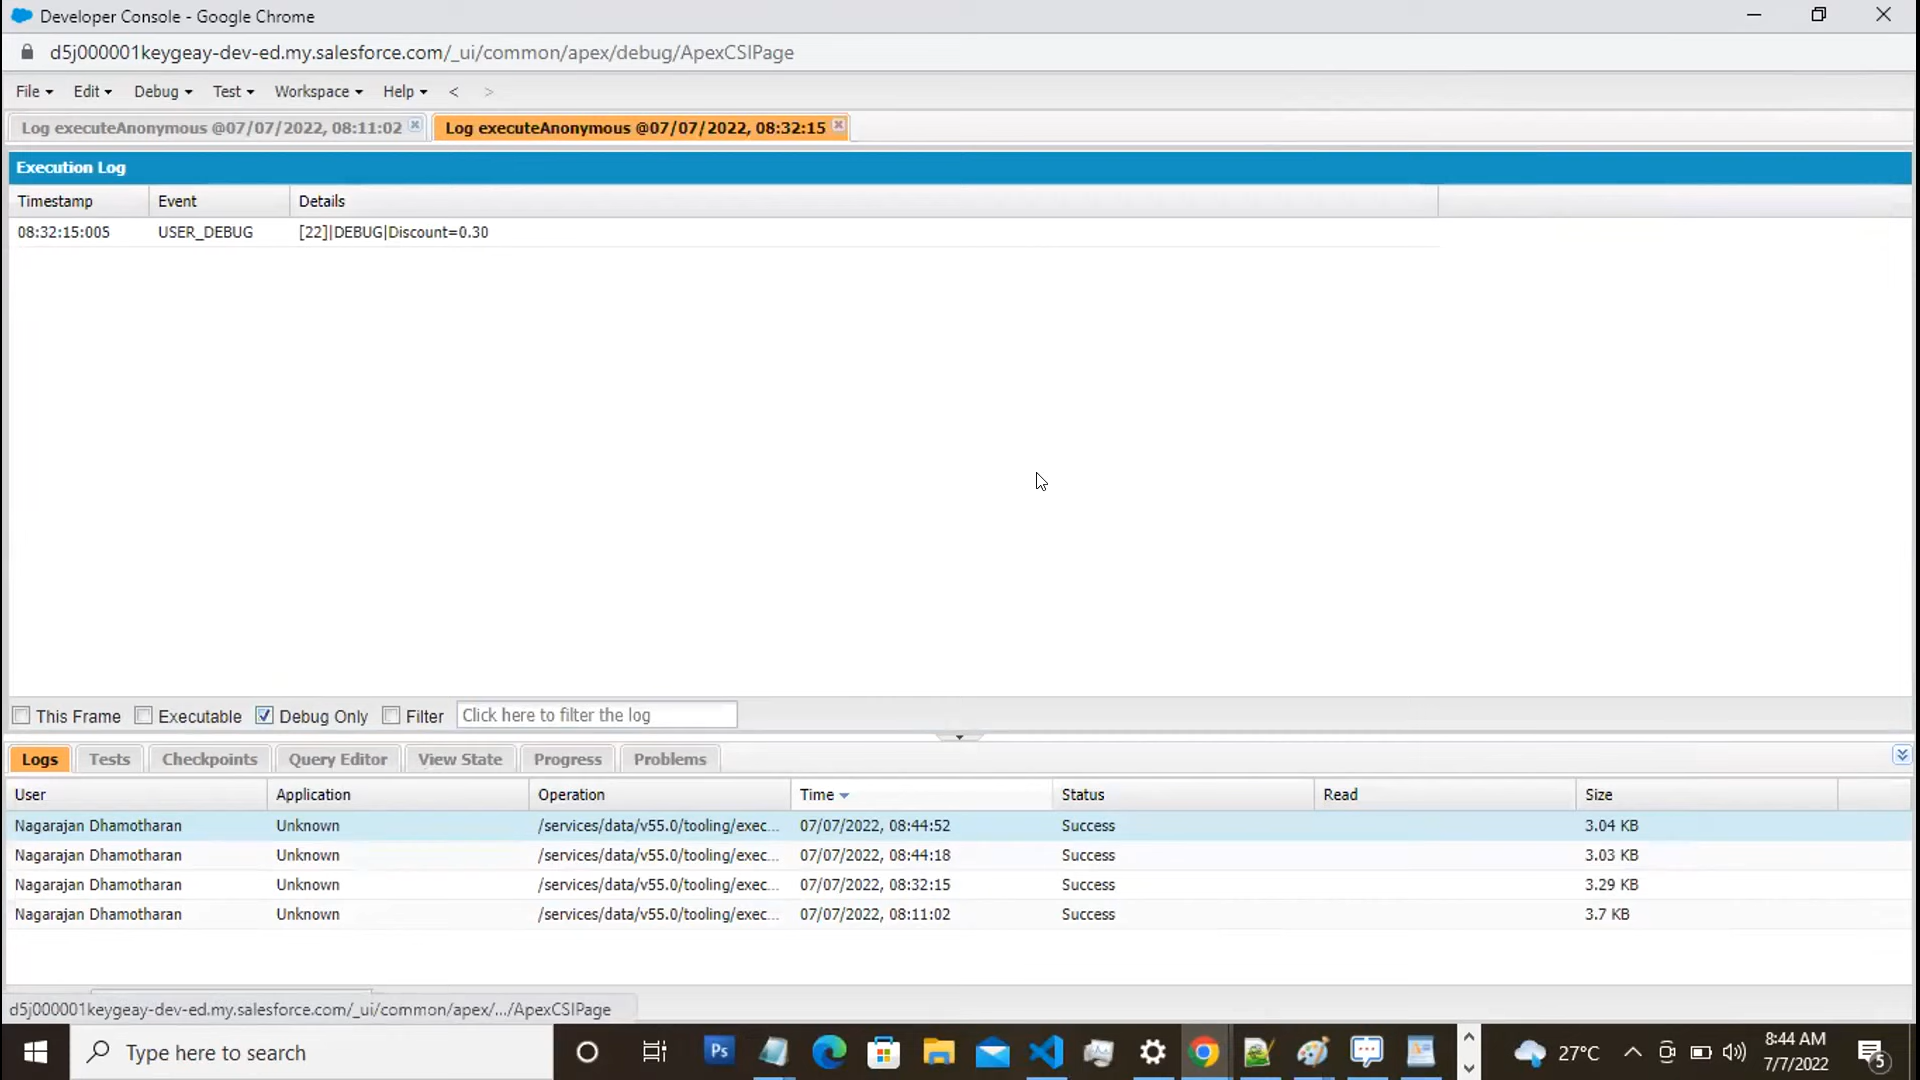 Developer Console - Google Chrome
d5j000001keygeay-dev-ed.my.salesforce.com/_ui/common/apex/debug/ApexCSIPage
File Edit Debug Test Workspace Help < >
Log executeAnonymous @07/07/2022, 08:11:02 Log executeAnonymous @07/07/2022, 08:32:15
Execution Log
Timestamp Event Details
08:32:15:005 USER_DEBUG [22]|DEBUG|Discount=0.30
This Frame Executable Debug Only Filter Click here to filter the log
Logs Tests Checkpoints Query Editor View State Progress Problems
User Application Operation Time Status Read Size
Nagarajan Dhamotharan Unknown /services/data/v55.0/tooling/exec... 07/07/2022, 08:44:52 Success 3.04 KB
Nagarajan Dhamotharan Unknown /services/data/v55.0/tooling/exec... 07/07/2022, 08:44:18 Success 3.03 KB
Nagarajan Dhamotharan Unknown /services/data/v55.0/tooling/exec... 07/07/2022, 08:32:15 Success 3.29 KB
Nagarajan Dhamotharan Unknown /services/data/v55.0/tooling/exec... 07/07/2022, 08:11:02 Success 3.7 KB
d5j000001keygeay-dev-ed.my.salesforce.com/_ui/common/apex/.../ApexCSIPage
Type here to search Ps 27°C 8:44 AM
7/7/2022 5